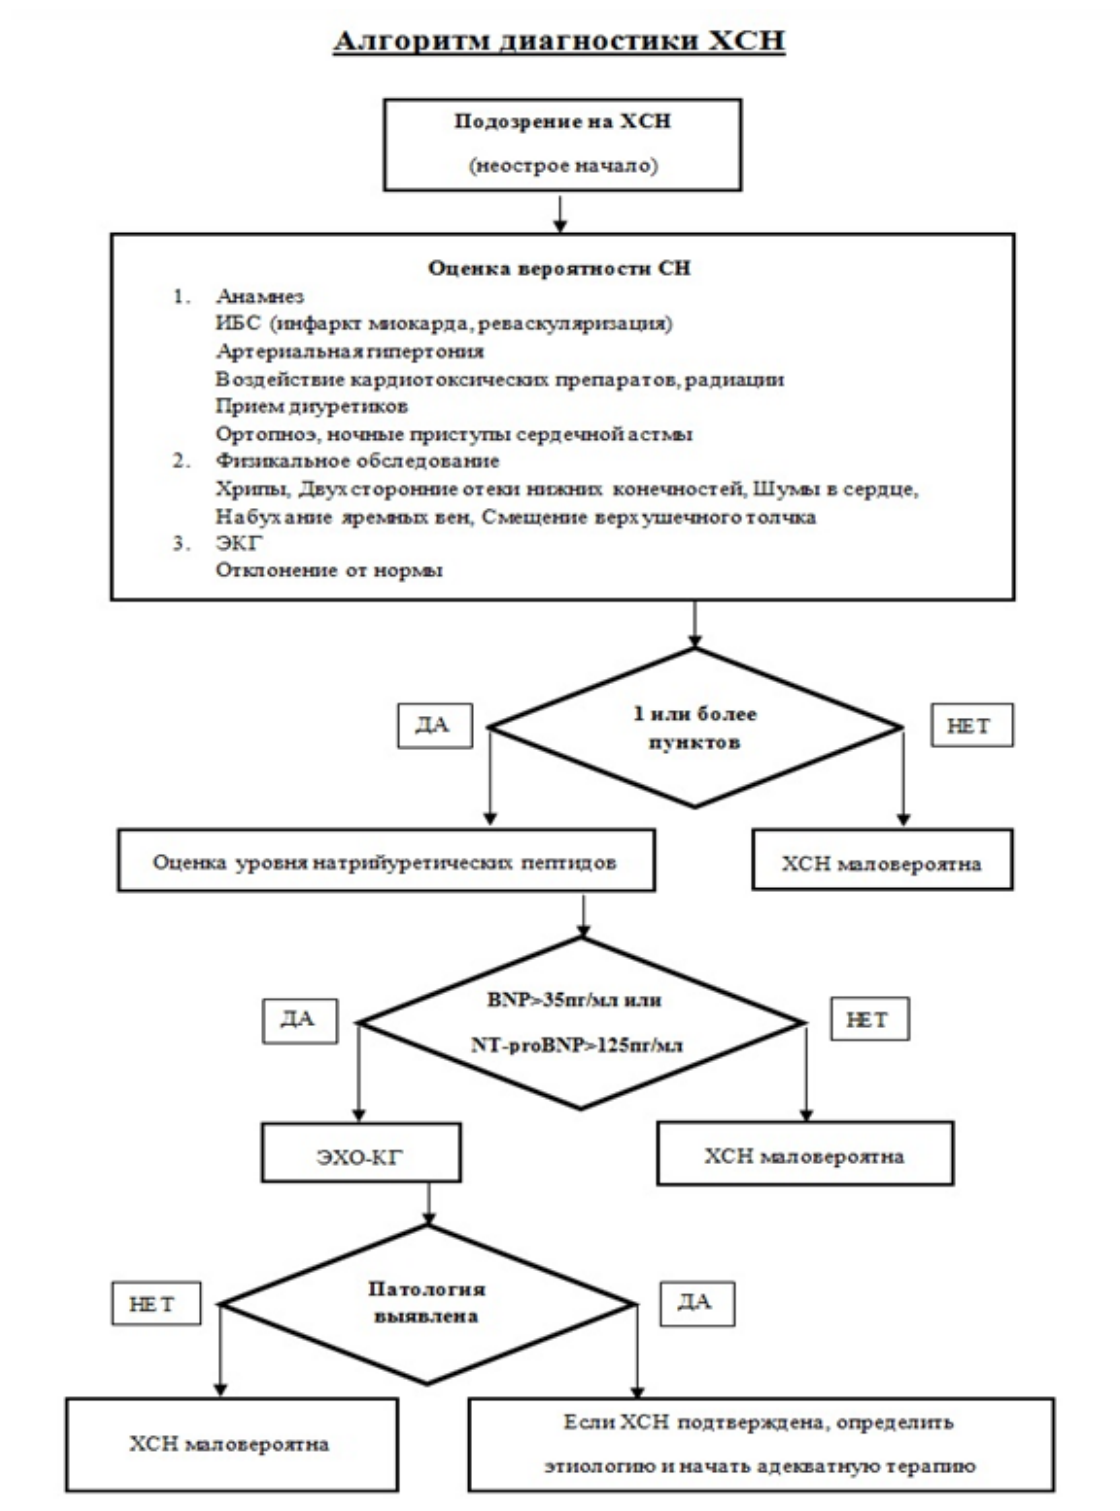 Алгоритм диагностики ХСН
Подозрение на ХСН
(неострое начало)
Оценка вероятности СН
1. Анамнез
ИБС (инфаркт миокарда, реваскуляризация)
Артериальная гипертония
Воздействие кардиотоксических препаратов, радиации
Прием диуретиков
Ортопноэ, ночные приступы сердечной астмы
2. Физикальное обследование
Хрипы, Двухсторонние отеки нижних конечностей, Шумы в сердце,
Набухание яремных вен, Смещение верхушечного толчка
3. ЭКГ
Отклонение от нормы
ДА
1 или более
пунктов
НЕТ
Оценка уровня натрийуретических пептидов
ХСН маловероятна
ДА
BNP>35пг/мл или
NT-proBNP>125пг/мл
НЕТ
ЭХО-КГ
ХСН маловероятна
НЕТ
Патология
выявлена
ДА
ХСН маловероятна
Если ХСН подтверждена, определить
этиологию и начать адекватную терапию